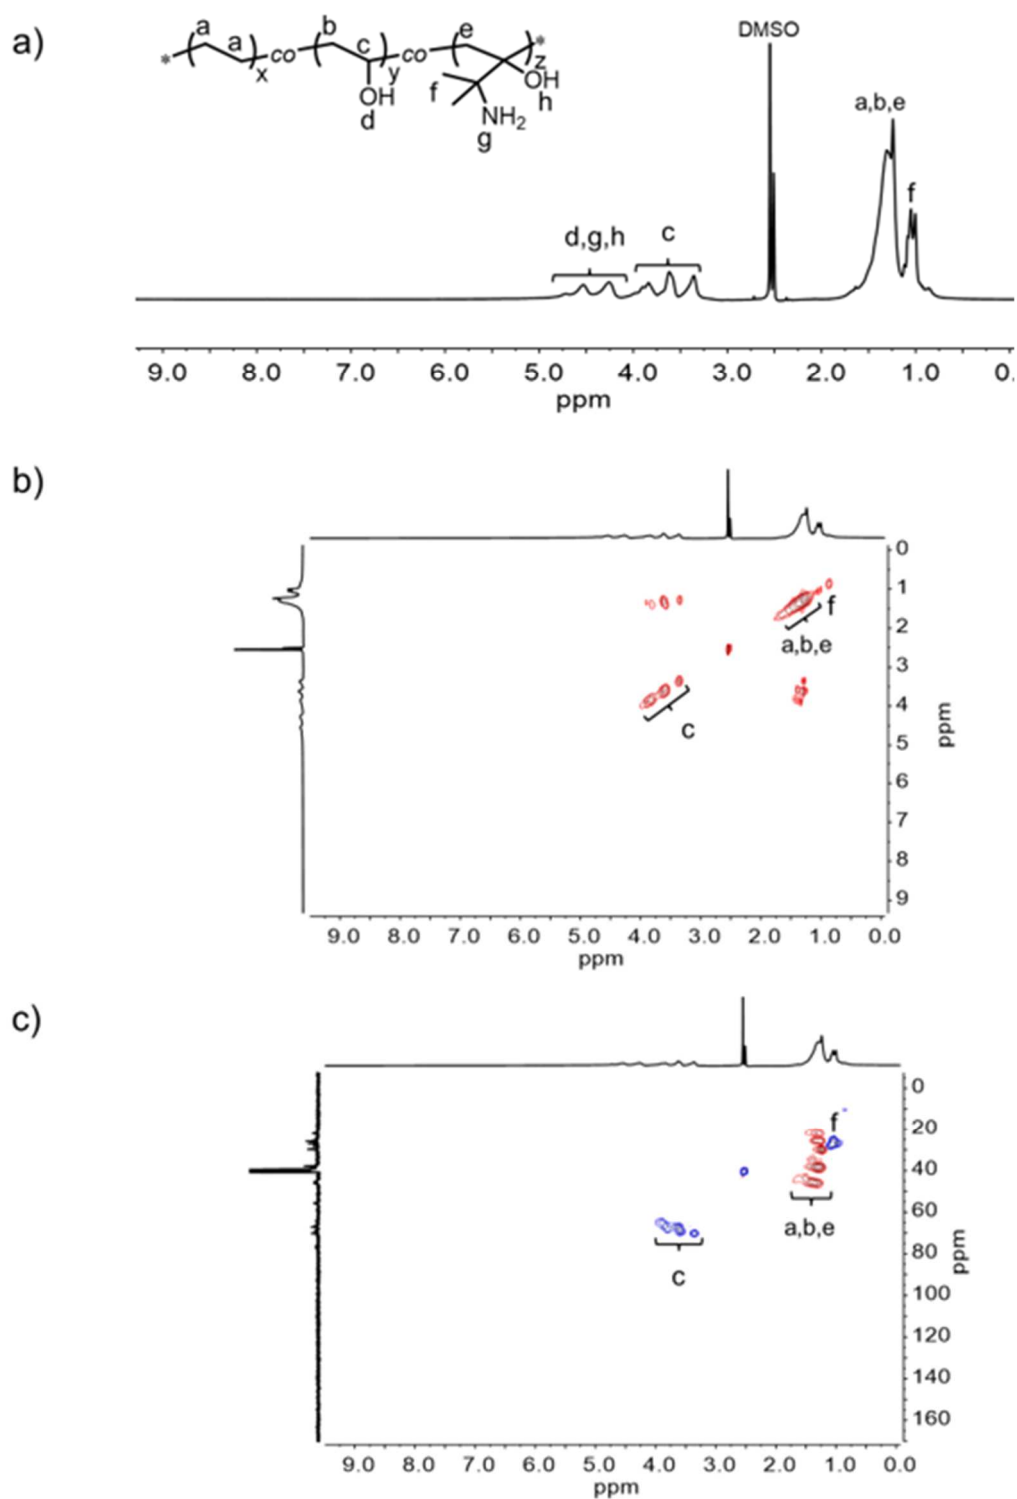 a)
* a a x co b c OH d y co e z * OH h f NH2 g
DMSO
a,b,e
f
d,g,h
c
9.0 8.0 7.0 6.0 5.0 4.0 3.0 2.0 1.0 0.
ppm
b)
0
1
f
2
a,b,e
3
4
c
5
ppm
6
7
8
9
9.0 8.0 7.0 6.0 5.0 4.0 3.0 2.0 1.0 0.0
ppm
c)
0
f
20
40
60
a,b,e
80
ppm
c
100
120
140
160
9.0 8.0 7.0 6.0 5.0 4.0 3.0 2.0 1.0 0.0
ppm